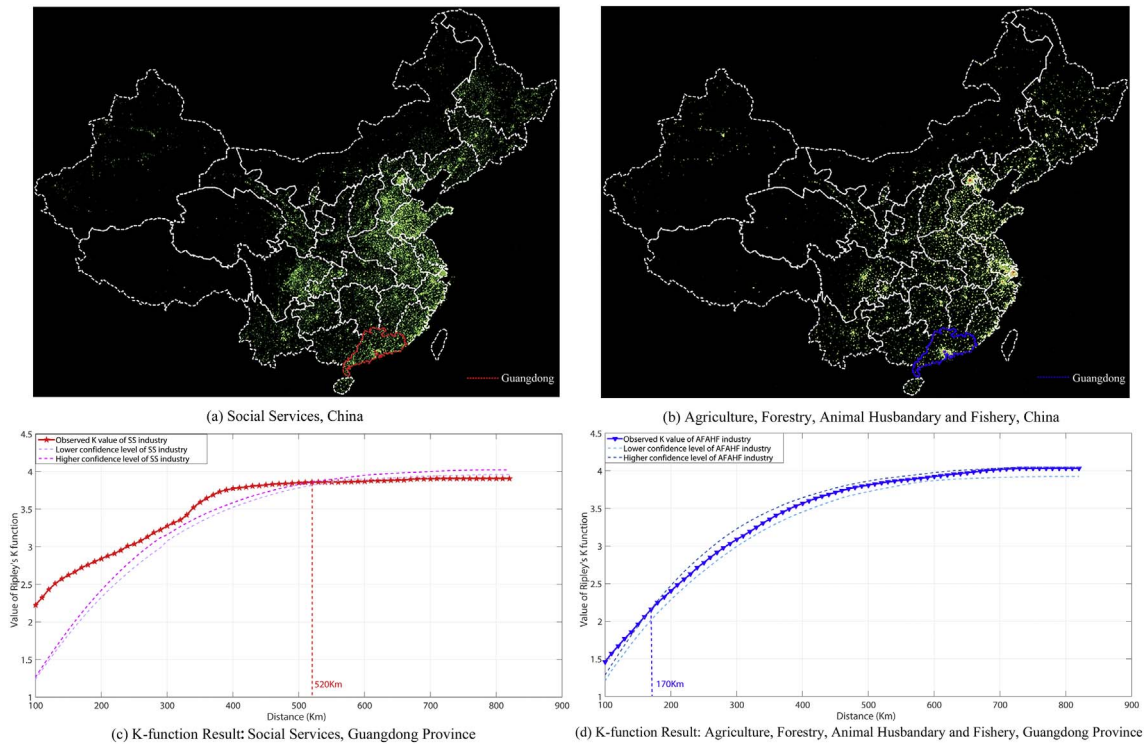 Guangdong
Guangdong
(a) Social Services, China
(b) Agriculture, Forestry, Animal Husbandary and Fishery, China
4.5
4
3.5
3
2.5
2
1.5
1
Value of Ripley's K function
Observed K value of SS industry
Lower confidence level of SS industry
Higher confidence level of SS industry
520Km
100 200 300 400 500 600 700 800 900
Distance (Km)
(c) K-function Result: Social Services, Guangdong Province
4.5
4
3.5
3
2.5
2
1.5
1
Value of Ripley's K function
Observed K value of AFAHF industry
Lower confidence level of AFAHF industry
Higher confidence level of AFAHF industry
170Km
100 200 300 400 500 600 700 800 900
Distance (Km)
(d) K-function Result: Agriculture, Forestry, Animal Husbandary and Fishery, Guangdong Province